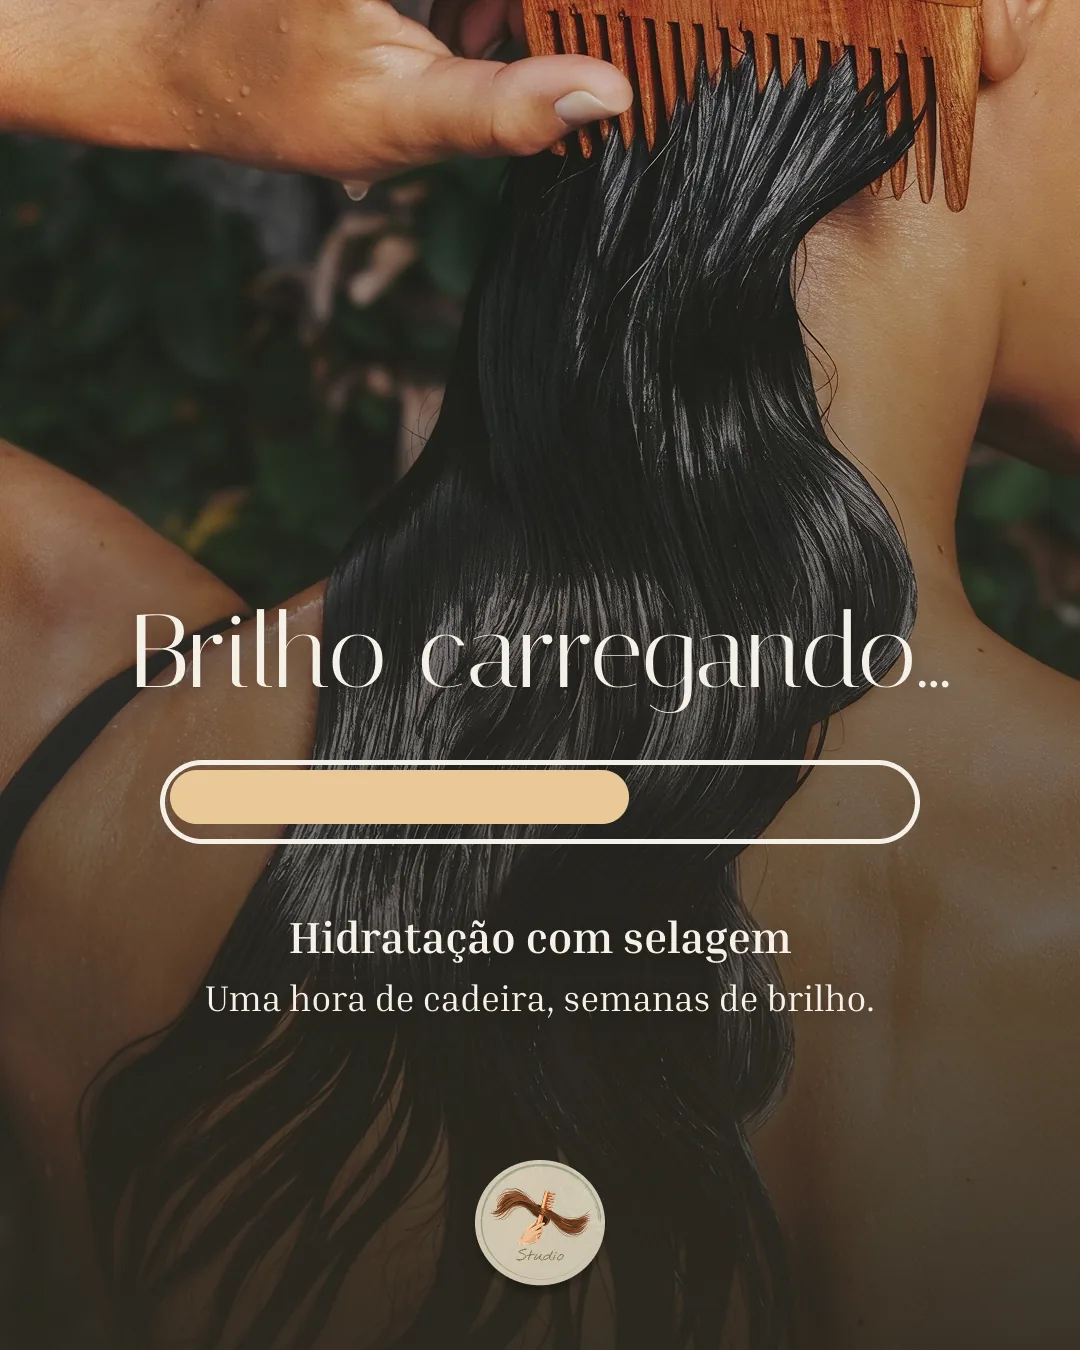 Brilho carregando...
Hidratação com selagem
Uma hora de cadeira, semanas de brilho.
Studio